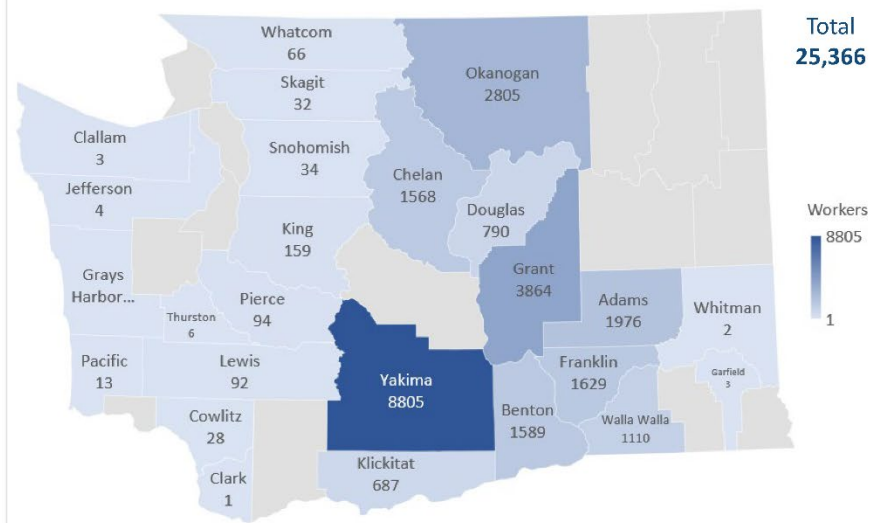 Total
25,366
Whatcom
66
Okanogan
2805
Skagit
32
Clallam
3
Snohomish
34
Chelan
1568
Jefferson
4
Douglas
790
King
159
Workers
8805
1
Grays
Harbor...
Grant
3864
Adams
1976
Whitman
2
Pierce
94
Thurston
6
Pacific
13
Lewis
92
Yakima
8805
Franklin
1629
Garfield
3
Benton
1589
Walla Walla
1110
Cowlitz
28
Klickitat
687
Clark
1